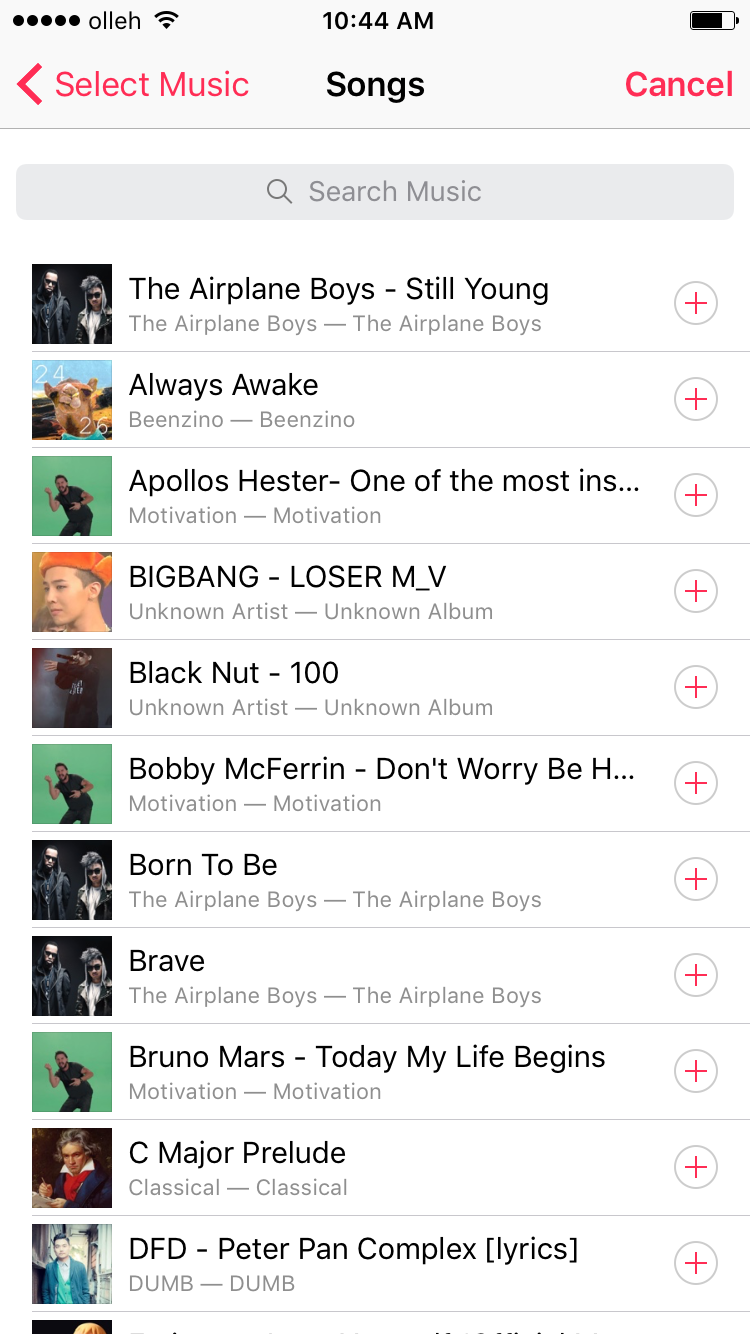 olleh 10:44 AM
Select Music Songs Cancel
Search Music
The Airplane Boys - Still Young
The Airplane Boys — The Airplane Boys
24
26
Always Awake
Beenzino — Beenzino
Apollos Hester- One of the most ins...
Motivation — Motivation
BIGBANG - LOSER M_V
Unknown Artist — Unknown Album
Black Nut - 100
Unknown Artist — Unknown Album
Bobby McFerrin - Don't Worry Be H...
Motivation — Motivation
Born To Be
The Airplane Boys — The Airplane Boys
Brave
The Airplane Boys — The Airplane Boys
Bruno Mars - Today My Life Begins
Motivation — Motivation
C Major Prelude
Classical — Classical
DFD - Peter Pan Complex [lyrics]
DUMB — DUMB